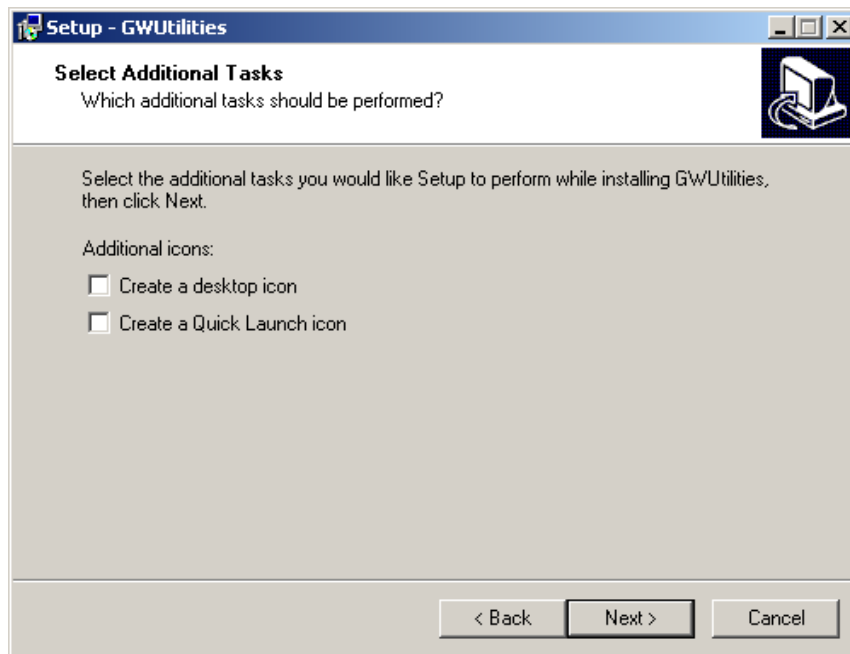 Setup - GWUtilities
Select Additional Tasks
Which additional tasks should be performed?
Select the additional tasks you would like Setup to perform while installing GWUtilities,
then click Next.
Additional icons:
Create a desktop icon
Create a Quick Launch icon
< Back Next > Cancel